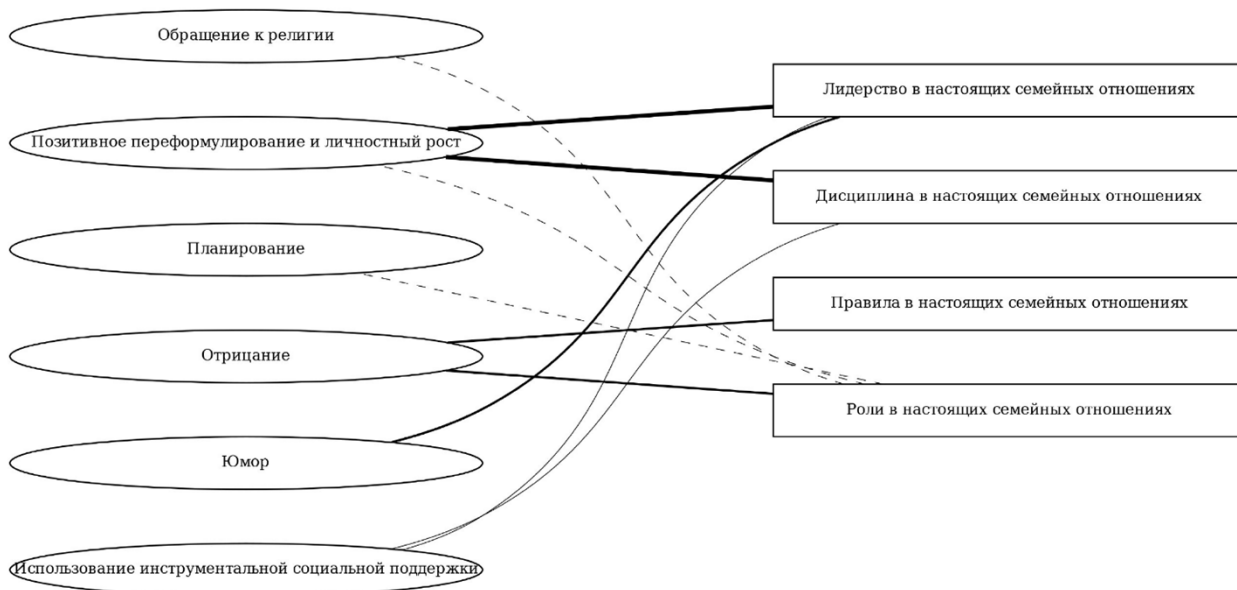 Обращение к религии
Позитивное переформулирование и личностный рост
Планирование
Отрицание
Юмор
Использование инструментальной социальной поддержки
Лидерство в настоящих семейных отношениях
Дисциплина в настоящих семейных отношениях
Правила в настоящих семейных отношениях
Роли в настоящих семейных отношениях